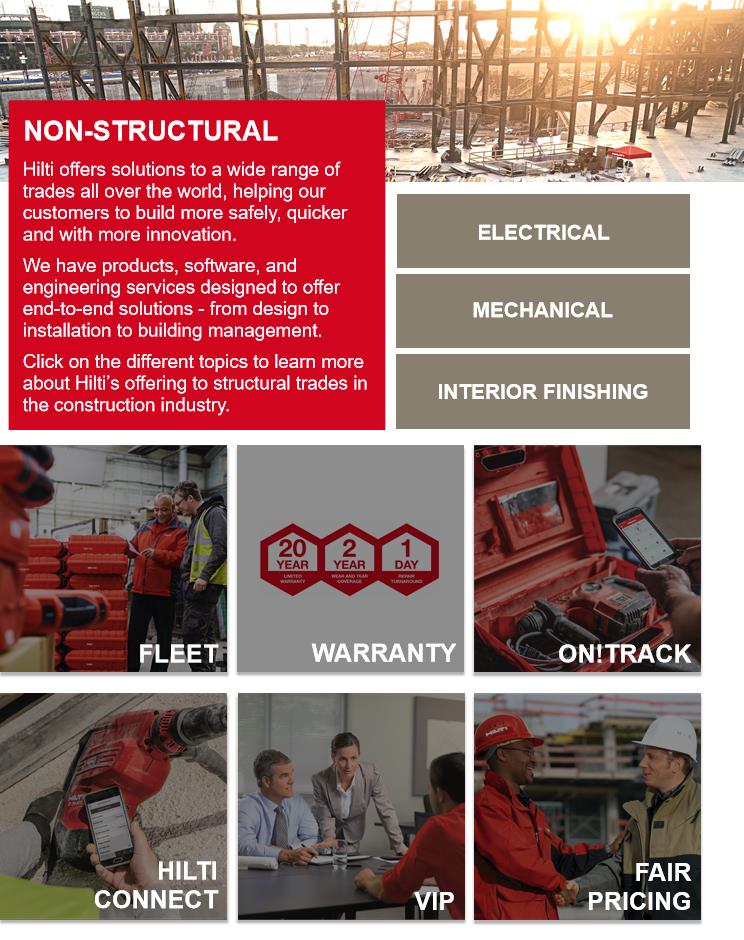 NON-STRUCTURAL
Hilti offers solutions to a wide range of
trades all over the world, helping our
customers to build more safely, quicker
and with more innovation.
We have products, software, and
engineering services designed to offer
end-to-end solutions - from design to
installation to building management.
Click on the different topics to learn more
about Hilti's offering to structural trades in
the construction industry.
ELECTRICAL
MECHANICAL
INTERIOR FINISHING
20
YEAR
LIMITED
WARRANTY
2
YEAR
WEAR AND TEAR
COVERAGE
1
DAY
REPAIR
TURNAROUND
FLEET
WARRANTY
ON!TRACK
HILTI
HILTI
CONNECT
VIP
HILTI
FAIR
PRICING